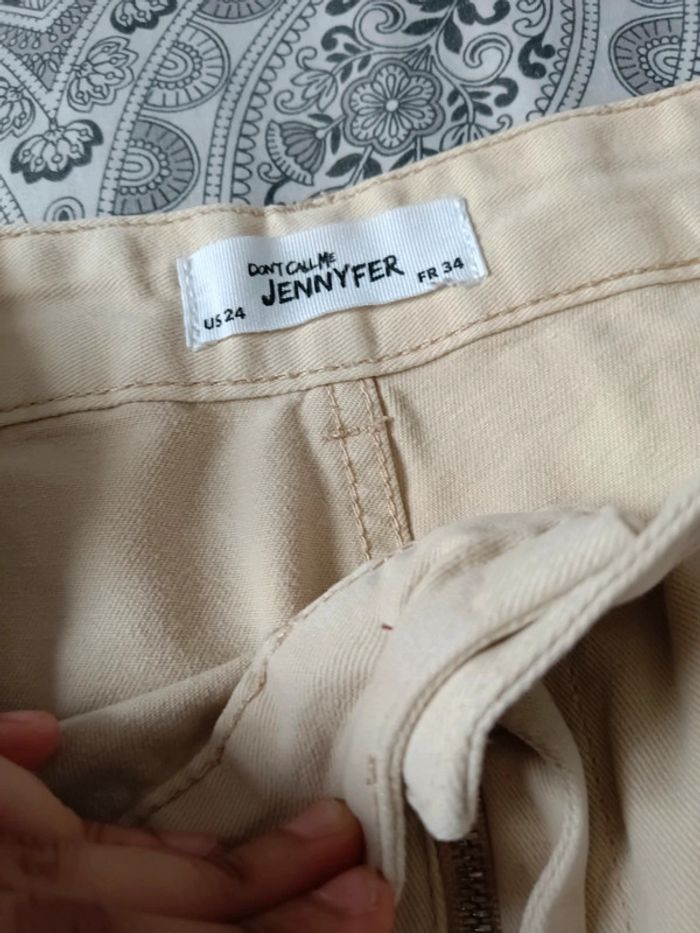 DON'T CALL ME
JENNYFER
US 24
FR 34